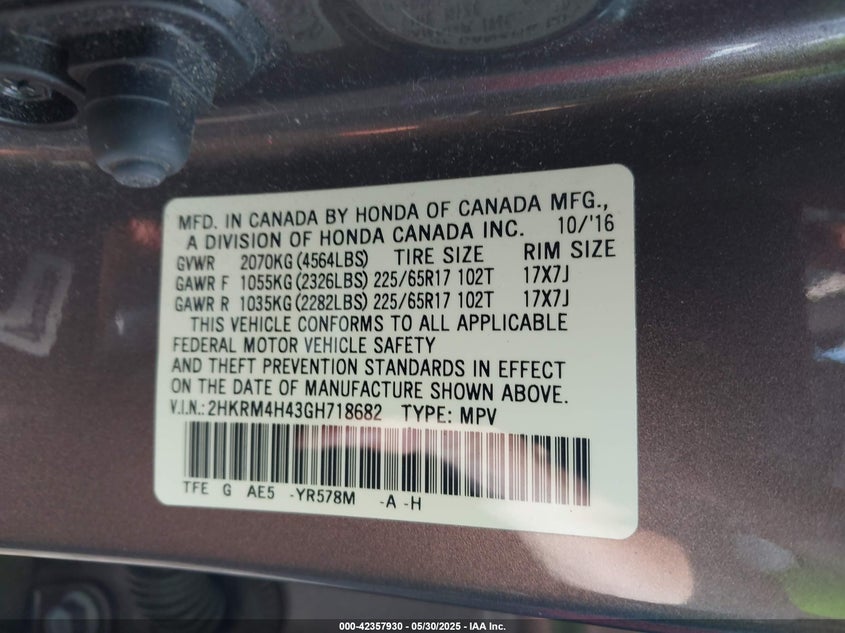 MFD. IN CANADA BY HONDA OF CANADA MFG.,
A DIVISION OF HONDA CANADA INC. 10/'16
GVWR 2070KG (4564LBS) TIRE SIZE RIM SIZE
GAWR F 1055KG (2326LBS) 225/65R17 102T 17X7J
GAWR R 1035KG (2282LBS) 225/65R17 102T 17X7J
THIS VEHICLE CONFORMS TO ALL APPLICABLE
FEDERAL MOTOR VEHICLE SAFETY
AND THEFT PREVENTION STANDARDS IN EFFECT
ON THE DATE OF MANUFACTURE SHOWN ABOVE.
V.I.N.: 2HKRM4H43GH718682 TYPE: MPV
TFE G AE5 -YR578M -A -H
000-42357930 - 05/30/2025 - IAA Inc.